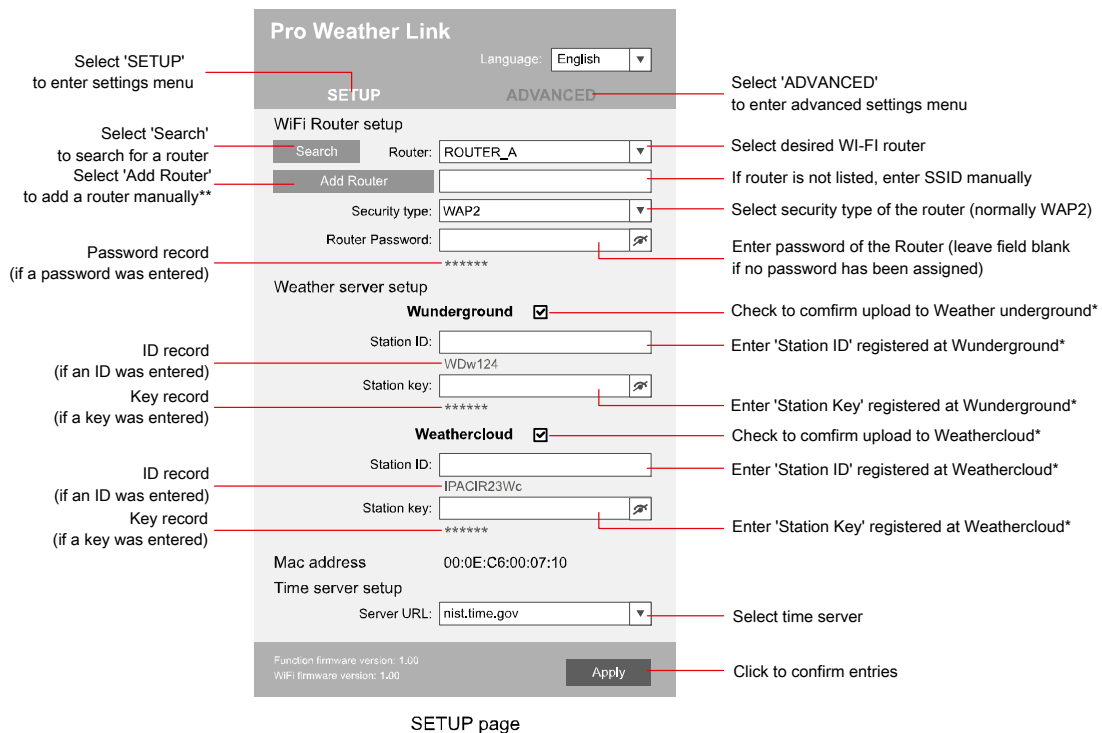 Pro Weather Link
Language: English
Select 'SETUP'
to enter settings menu
SETUP
ADVANCED
Select 'ADVANCED'
to enter advanced settings menu
WiFi Router setup
Select 'Search'
to search for a router
Search
Router: ROUTER_A
Select desired WI-FI router
Select 'Add Router'
to add a router manually**
Add Router
If router is not listed, enter SSID manually
Security type: WAP2
Select security type of the router (normally WAP2)
Router Password:
Enter password of the Router (leave field blank
if no password has been assigned)
Password record
(if a password was entered)
******
Weather server setup
Wunderground
Check to comfirm upload to Weather underground*
Station ID:
Enter 'Station ID' registered at Wunderground*
ID record
(if an ID was entered)
WDw124
Station key:
Enter 'Station Key' registered at Wunderground*
Key record
(if a key was entered)
******
Weathercloud
Check to comfirm upload to Weathercloud*
Station ID:
Enter 'Station ID' registered at Weathercloud*
ID record
(if an ID was entered)
IPACIR23Wc
Station key:
Enter 'Station Key' registered at Weathercloud*
Key record
(if a key was entered)
******
Mac address 00:0E:C6:00:07:10
Time server setup
Server URL: nist.time.gov
Select time server
Function firmware version: 1.00
WiFi firmware version: 1.00
Apply
Click to confirm entries
SETUP page